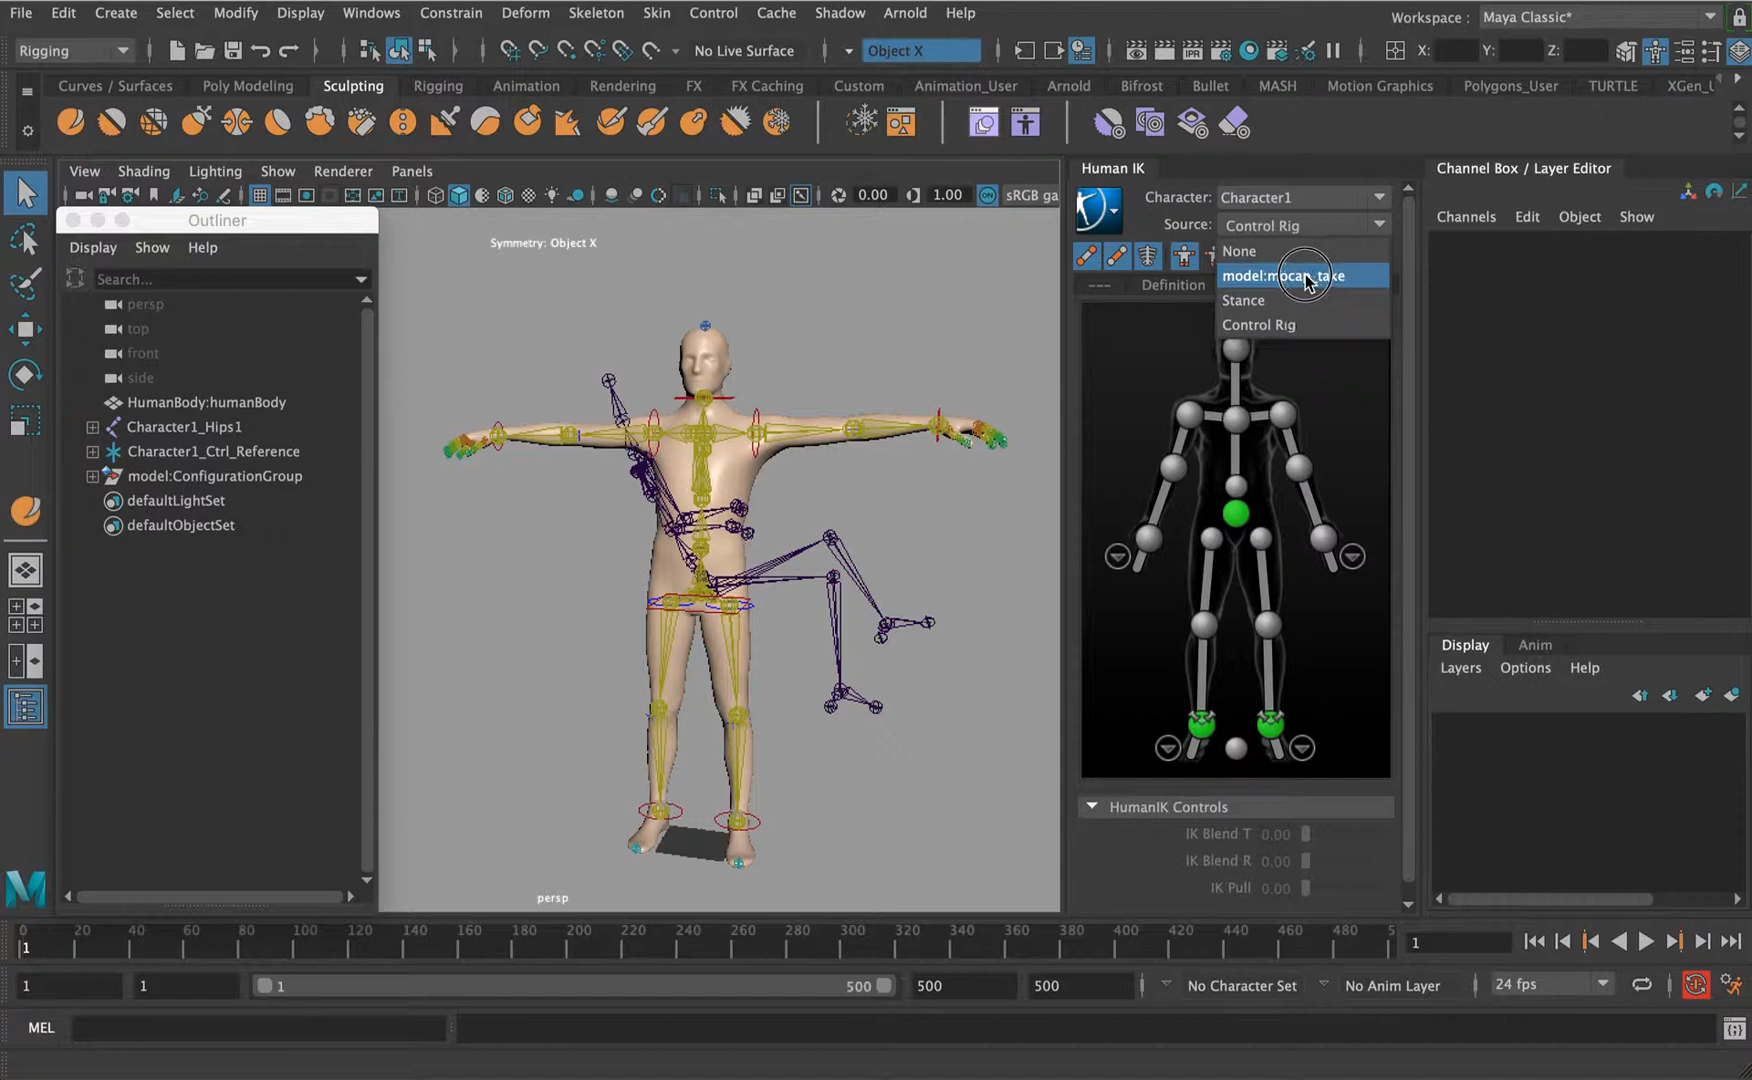 File Edit Create Select Modify Display Windows Constrain Deform Skeleton Skin Control Cache Shadow Arnold Help
Workspace : Maya Classic*
Rigging No Live Surface Object X X: Y: Z:
Curves / Surfaces Poly Modeling Sculpting Rigging Animation Rendering FX FX Caching Custom Animation_User Arnold Bifrost Bullet MASH Motion Graphics Polygons_User TURTLE XGen_U
IPR
View Shading Lighting Show Renderer Panels
0.00 1.00 ON sRGB ga
Outliner
Display Show Help
Search...
persp
top
front
side
HumanBody:humanBody
Character1_Hips1
Character1_Ctrl_Reference
model:ConfigurationGroup
defaultLightSet
defaultObjectSet
Symmetry: Object X
persp
Human IK
Character: Character1
Source: Control Rig
None
model:mocap_take
Stance
Control Rig
--- Definition
HumanIK Controls
IK Blend T 0.00
IK Blend R 0.00
IK Pull 0.00
Channel Box / Layer Editor
Channels Edit Object Show
Display Anim
Layers Options Help
0 20 40 60 80 100 120 140 160 180 200 220 240 260 280 300 320 340 360 380 400 420 440 460 480 5
1 1
1 1 1 500 500 500 No Character Set No Anim Layer 24 fps
MEL
M